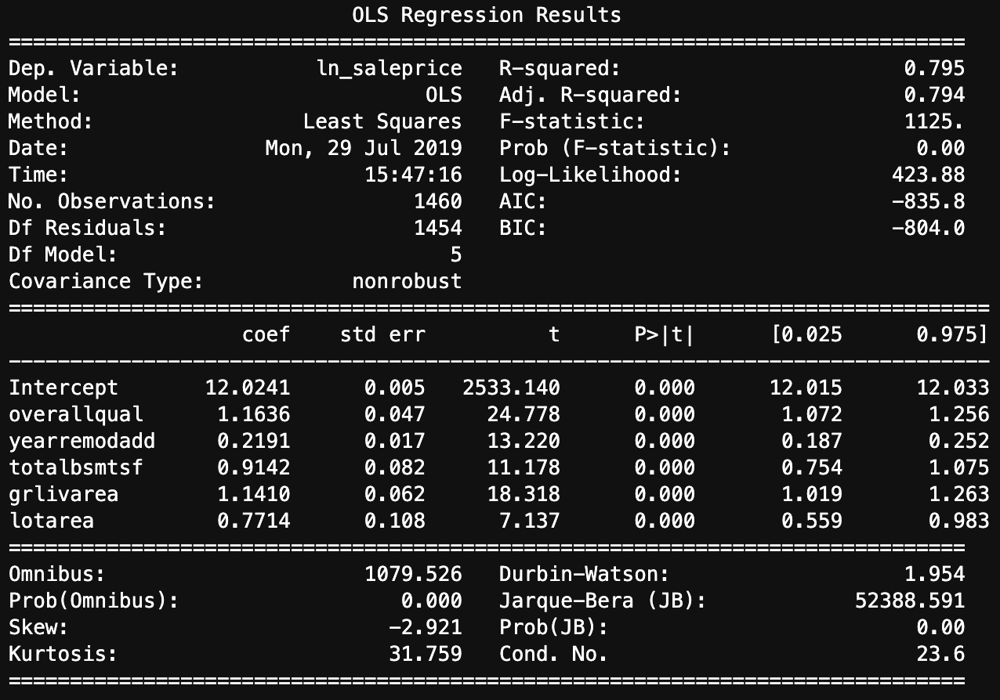 OLS Regression Results
==============================================================================
Dep. Variable:           ln_saleprice   R-squared:                       0.795
Model:                            OLS   Adj. R-squared:                  0.794
Method:                 Least Squares   F-statistic:                     1125.
Date:                Mon, 29 Jul 2019   Prob (F-statistic):               0.00
Time:                        15:47:16   Log-Likelihood:                 423.88
No. Observations:                1460   AIC:                            -835.8
Df Residuals:                    1454   BIC:                            -804.0
Df Model:                           5
Covariance Type:            nonrobust
================================================================================
                   coef    std err          t      P>|t|      [0.025      0.975]
--------------------------------------------------------------------------------
Intercept       12.0241      0.005   2533.140      0.000      12.015      12.033
overallqual      1.1636      0.047     24.778      0.000       1.072       1.256
yearremodadd     0.2191      0.017     13.220      0.000       0.187       0.252
totalbsmtsf      0.9142      0.082     11.178      0.000       0.754       1.075
grlivarea        1.1410      0.062     18.318      0.000       1.019       1.263
lotarea          0.7714      0.108      7.137      0.000       0.559       0.983
==============================================================================
Omnibus:                     1079.526   Durbin-Watson:                   1.954
Prob(Omnibus):                  0.000   Jarque-Bera (JB):            52388.591
Skew:                          -2.921   Prob(JB):                         0.00
Kurtosis:                      31.759   Cond. No.                         23.6
==============================================================================